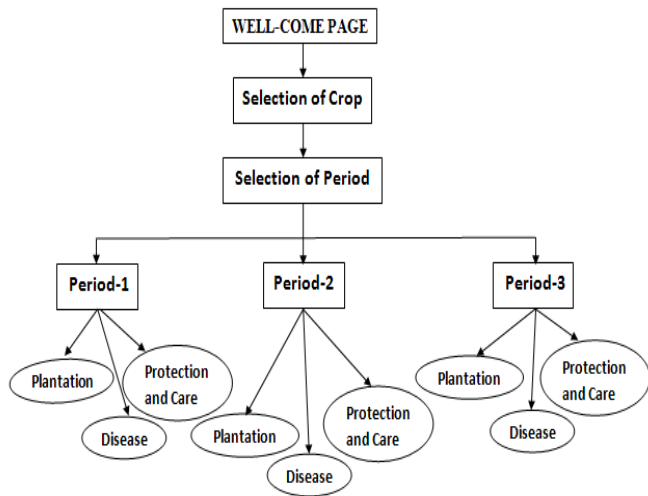 WELL-COME PAGE
Selection of Crop
Selection of Period
Period-1
Period-2
Period-3
Plantation
Protection
and Care
Disease
Plantation
Protection
and Care
Disease
Plantation
Protection
and Care
Disease